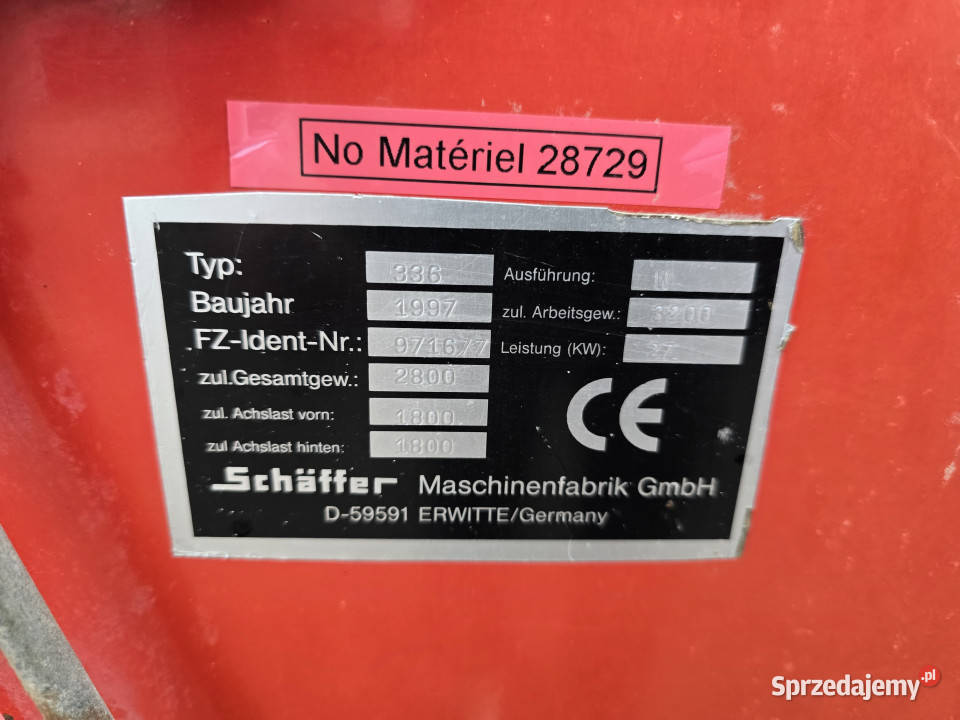 No Matériel 28729
Typ: 336 Ausführung:
Baujahr 1997 zul. Arbeitsgew.: 3200
FZ-Ident-Nr.: 971677 Leistung (KW):
zul.Gesamtgew.: 2800
zul. Achslast vorn: 1800
zul Achslast hinten: 1800
CE
Schäffer Maschinenfabrik GmbH
D-59591 ERWITTE/Germany
Sprzedajemy.pl